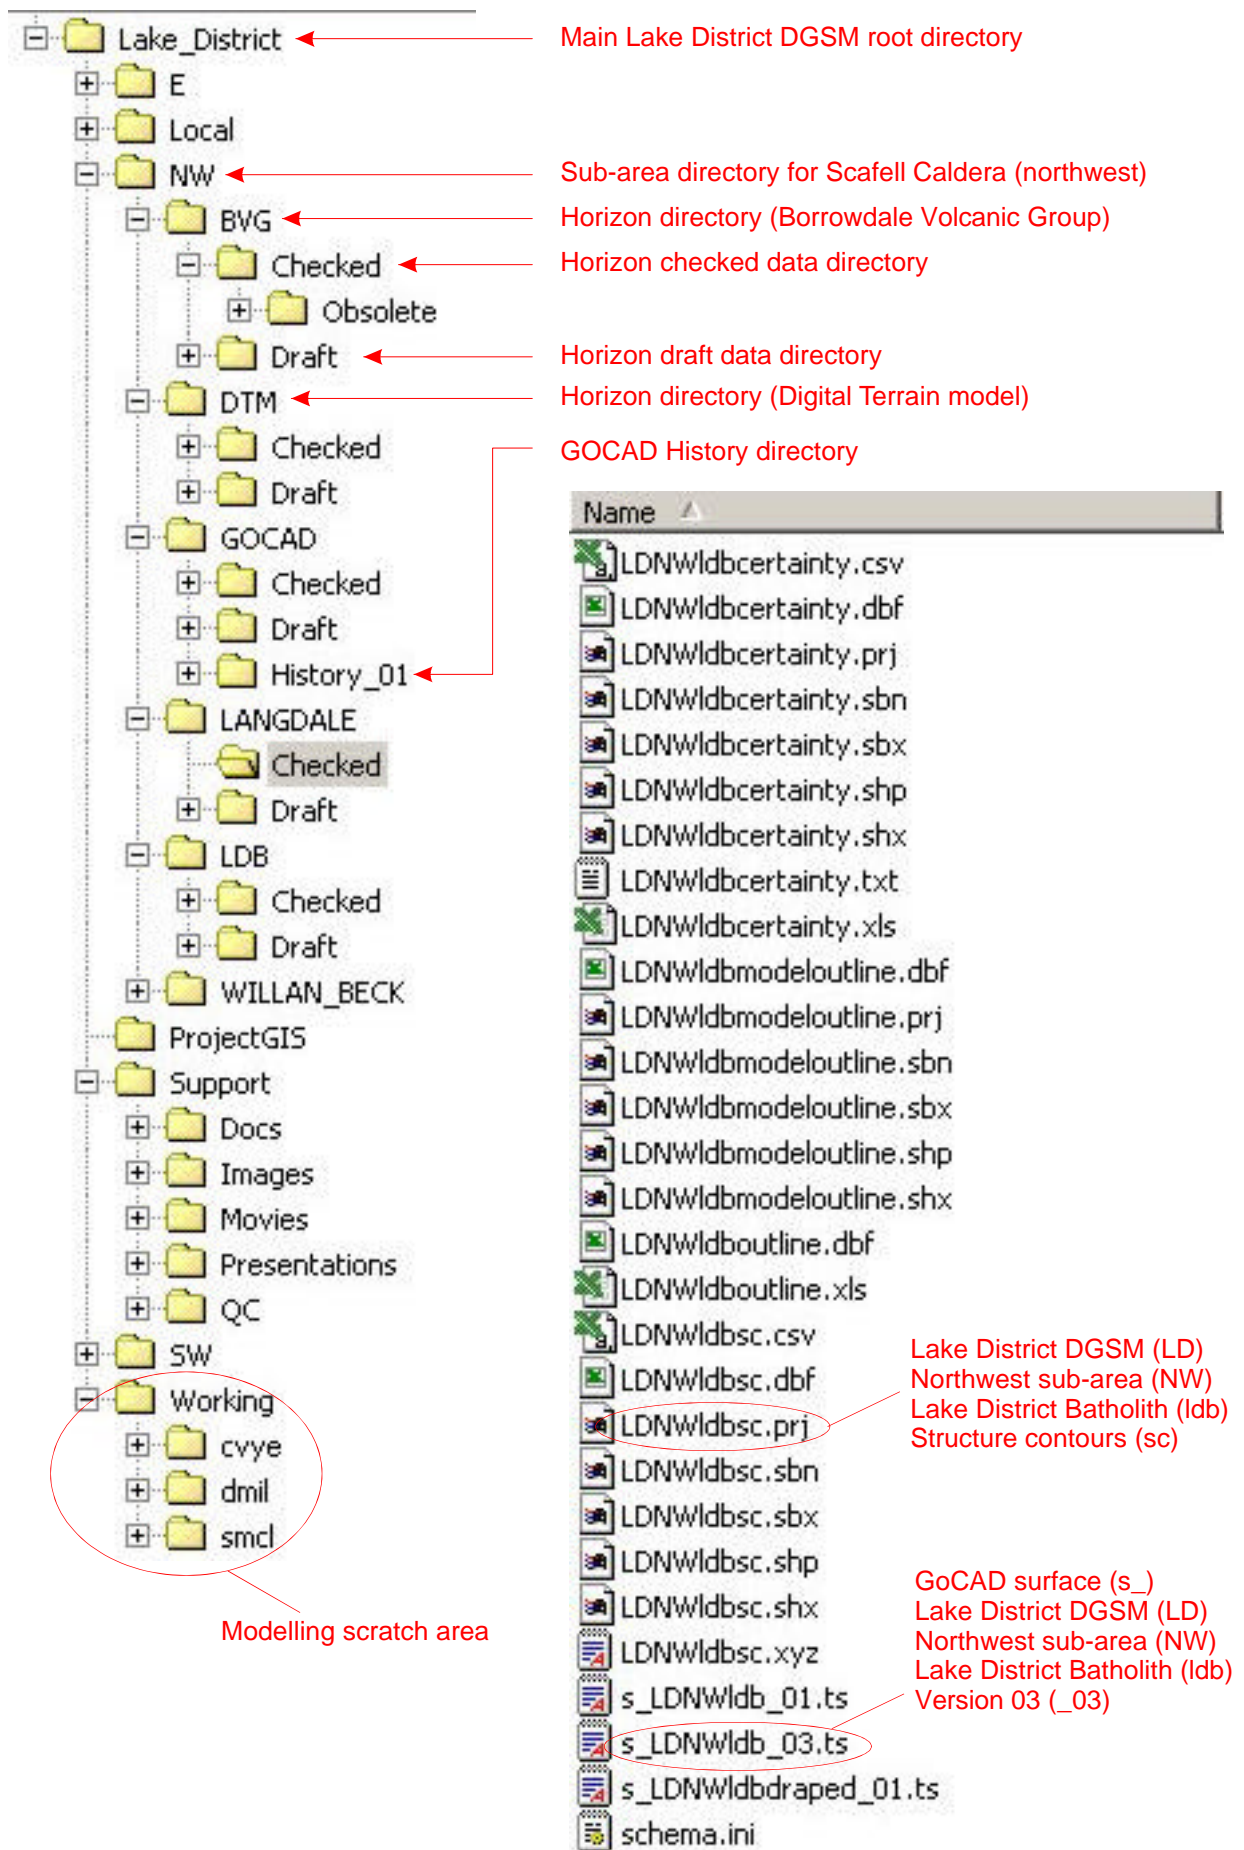 Lake_District
Main Lake District DGSM root directory
E
Local
NW
Sub-area directory for Scafell Caldera (northwest)
BVG
Horizon directory (Borrowdale Volcanic Group)
Checked
Horizon checked data directory
Obsolete
Draft
Horizon draft data directory
DTM
Horizon directory (Digital Terrain model)
Checked
Draft
GOCAD
Checked
Draft
History_01
GOCAD History directory
LANGDALE
Checked
Draft
LDB
Checked
Draft
WILLAN_BECK
ProjectGIS
Support
Docs
Images
Movies
Presentations
QC
SW
Working
cvye
dmil
smcl
Modelling scratch area
Name
LDNWldbcertainty.csv
LDNWldbcertainty.dbf
LDNWldbcertainty.prj
LDNWldbcertainty.sbn
LDNWldbcertainty.sbx
LDNWldbcertainty.shp
LDNWldbcertainty.shx
LDNWldbcertainty.txt
LDNWldbcertainty.xls
LDNWldbmodeloutline.dbf
LDNWldbmodeloutline.prj
LDNWldbmodeloutline.sbn
LDNWldbmodeloutline.sbx
LDNWldbmodeloutline.shp
LDNWldbmodeloutline.shx
LDNWldboutline.dbf
LDNWldboutline.xls
LDNWldbsc.csv
LDNWldbsc.dbf
LDNWldbsc.prj
LDNWldbsc.sbn
LDNWldbsc.sbx
LDNWldbsc.shp
LDNWldbsc.shx
LDNWldbsc.xyz
s_LDNWldb_01.ts
s_LDNWldb_03.ts
s_LDNWldbdraped_01.ts
schema.ini
Lake District DGSM (LD)
Northwest sub-area (NW)
Lake District Batholith (ldb)
Structure contours (sc)
GoCAD surface (s_)
Lake District DGSM (LD)
Northwest sub-area (NW)
Lake District Batholith (ldb)
Version 03 (_03)